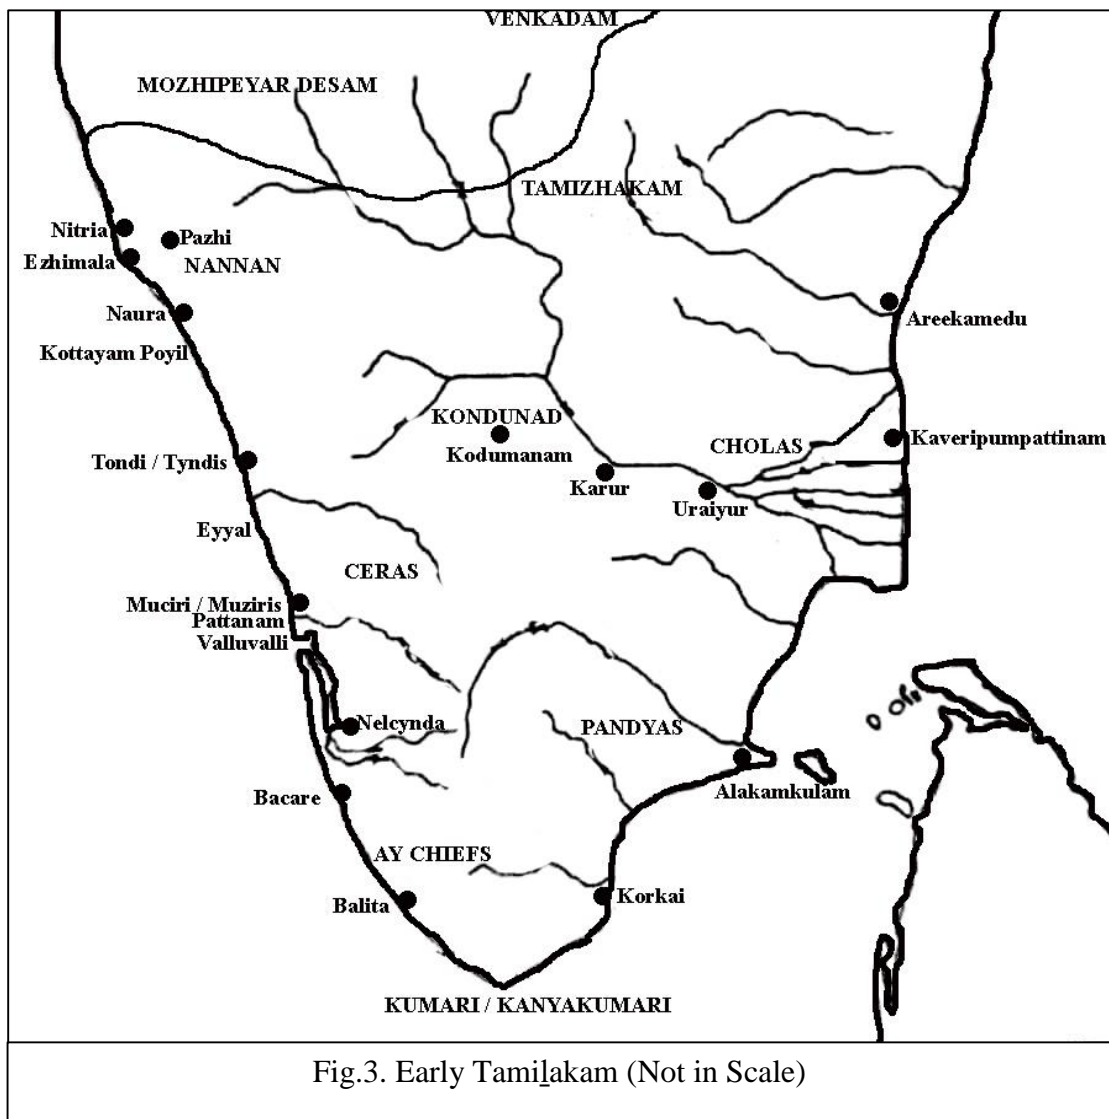 VENKADAM
MOZHIPEYAR DESAM
TAMIZHAKAM
Nitria
Pazhi
Ezhimala
NANNAN
Naura
Areekamedu
Kottayam Poyil
KONDUNAD
CHOLAS
Kaveripumpattinam
Kodumanam
Tondi / Tyndis
Karur
Uraiyur
Eyyal
CERAS
Muciri / Muziris
Pattanam
Valluvalli
Nelcynda
PANDYAS
Alakamkulam
Bacare
AY CHIEFS
Balita
Korkai
KUMARI / KANYAKUMARI
Fig.3. Early Tamiḻakam (Not in Scale)